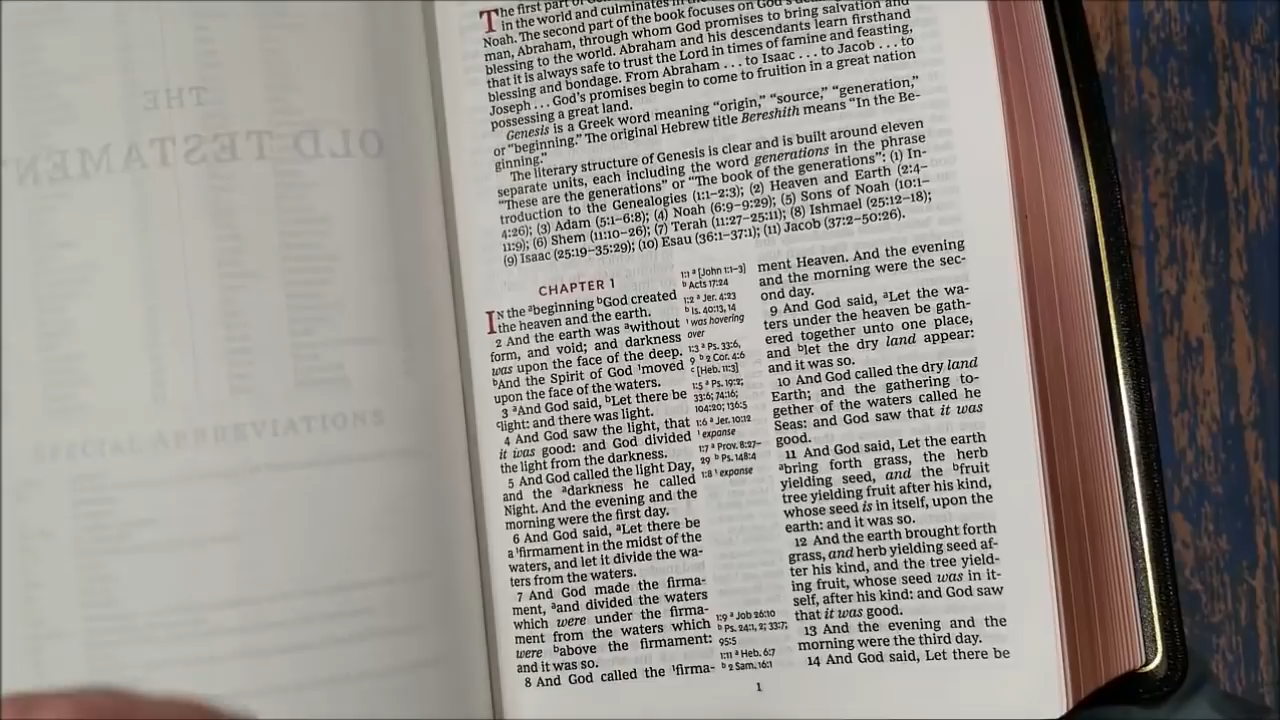 THE
OLD TESTAMENT
SPECIAL ABBREVIATIONS
The first part of
in the world and culminates in
Noah. The second part of the book focuses on God's
man, Abraham, through whom God promises to bring salvation and
blessing to the world. Abraham and his descendants learn firsthand
that it is always safe to trust the Lord in times of famine and feasting,
blessing and bondage. From Abraham . . . to Isaac . . . to Jacob . . . to
Joseph . . . God's promises begin to come to fruition in a great nation
possessing a great land.
Genesis is a Greek word meaning “origin,” “source,” “generation,”
or “beginning.” The original Hebrew title Bereshith means “In the Be-
ginning.”
The literary structure of Genesis is clear and is built around eleven
separate units, each including the word generations in the phrase
“These are the generations” or “The book of the generations”: (1) In-
troduction to the Genealogies (1:1–2:3); (2) Heaven and Earth (2:4–
4:26); (3) Adam (5:1–6:8); (4) Noah (6:9–9:29); (5) Sons of Noah (10:1–
11:9); (6) Shem (11:10–26); (7) Terah (11:27–25:11); (8) Ishmael (25:12–18);
(9) Isaac (25:19–35:29); (10) Esau (36:1–37:1); (11) Jacob (37:2–50:26).
CHAPTER 1
IN the ᵃbeginning ᵇGod created
the heaven and the earth.
2 And the earth was ᵃwithout
form, and void; and darkness
was upon the face of the deep.
ᵇAnd the Spirit of God ¹moved
upon the face of the waters.
3 ᵃAnd God said, ᵇLet there be
ᶜlight: and there was light.
4 And God saw the light, that
it was good: and God divided
the light from the darkness.
5 And God called the light Day,
and the ᵃdarkness he called
Night. And the evening and the
morning were the first day.
6 And God said, ᵃLet there be
a ¹firmament in the midst of the
waters, and let it divide the wa-
ters from the waters.
7 And God made the firma-
ment, ᵃand divided the waters
which were under the firma-
ment from the waters which
were ᵇabove the firmament:
and it was so.
8 And God called the ¹firma-
1:1 ᵃ [John 1:1–3]
ᵇ Acts 17:24
1:2 ᵃ Jer. 4:23
ᵇ Is. 40:13, 14
¹ was hovering
over
1:3 ᵃ Ps. 33:6,
9 ᵇ 2 Cor. 4:6
ᶜ [Heb. 11:3]
1:5 ᵃ Ps. 19:2;
33:6; 74:16;
104:20; 136:5
1:6 ᵃ Jer. 10:12
¹ expanse
1:7 ᵃ Prov. 8:27–
29 ᵇ Ps. 148:4
1:8 ¹ expanse
1:9 ᵃ Job 26:10
ᵇ Ps. 24:1, 2; 33:7;
95:5
1:11 ᵃ Heb. 6:7
ᵇ 2 Sam. 16:1
ment Heaven. And the evening
and the morning were the sec-
ond day.
9 And God said, ᵃLet the wa-
ters under the heaven be gath-
ered together unto one place,
and ᵇlet the dry land appear:
and it was so.
10 And God called the dry land
Earth; and the gathering to-
gether of the waters called he
Seas: and God saw that it was
good.
11 And God said, Let the earth
ᵃbring forth grass, the herb
yielding seed, and the ᵇfruit
tree yielding fruit after his kind,
whose seed is in itself, upon the
earth: and it was so.
12 And the earth brought forth
grass, and herb yielding seed af-
ter his kind, and the tree yield-
ing fruit, whose seed was in it-
self, after his kind: and God saw
that it was good.
13 And the evening and the
morning were the third day.
14 And God said, Let there be
1